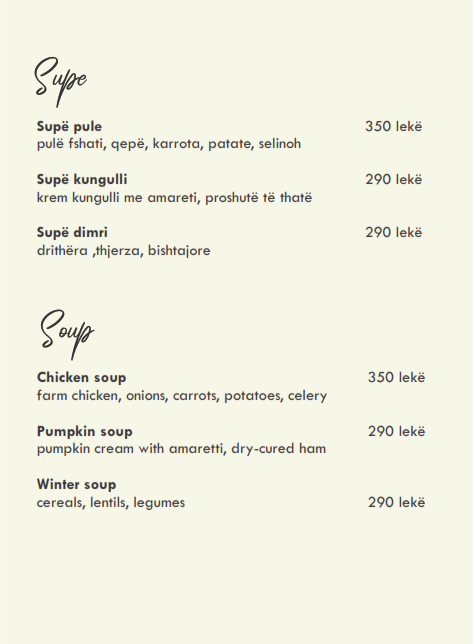 Supe
Supë pule 350 lekë
pulë fshati, qepë, karrota, patate, selinoh
Supë kungulli 290 lekë
krem kungulli me amareti, proshutë të thatë
Supë dimri 290 lekë
drithëra ,thjerza, bishtajore
Soup
Chicken soup 350 lekë
farm chicken, onions, carrots, potatoes, celery
Pumpkin soup 290 lekë
pumpkin cream with amaretti, dry-cured ham
Winter soup
cereals, lentils, legumes 290 lekë